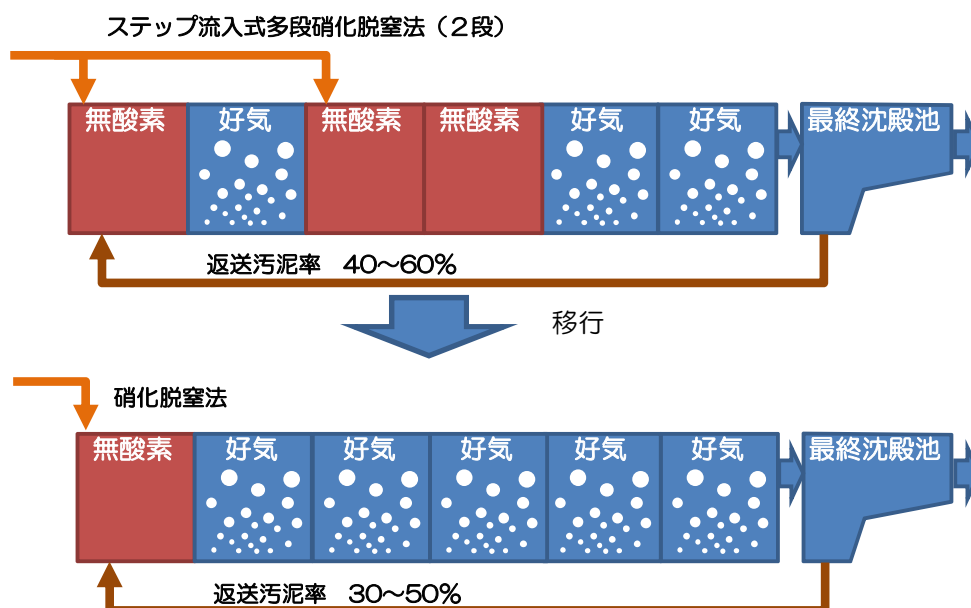 ステップ流入式多段硝化脱窒法（２段）
無酸素 好気 無酸素 無酸素 好気 好気 最終沈殿池
返送汚泥率　40～60%
移行
硝化脱窒法
無酸素 好気 好気 好気 好気 好気 最終沈殿池
返送汚泥率　30～50%